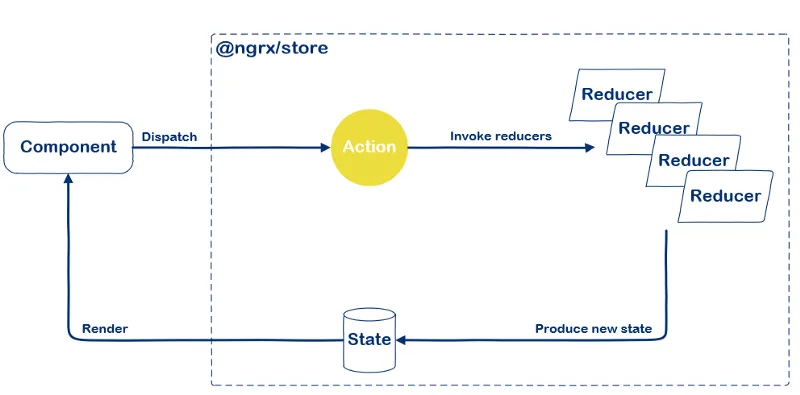 @ngrx/store
Component
Dispatch
Action
Invoke reducers
Reducer
Reducer
Reducer
Reducer
Render
State
Produce new state